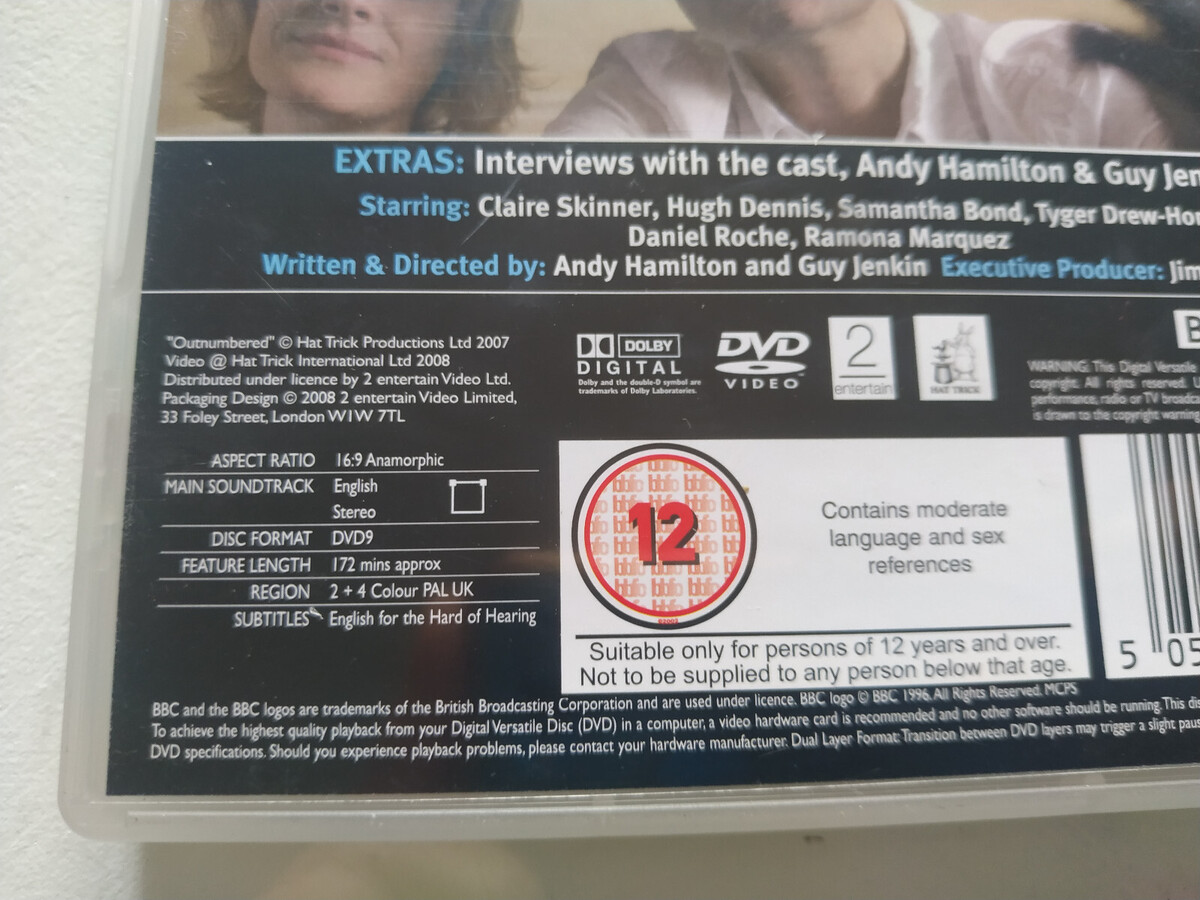 EXTRAS: Interviews with the cast, Andy Hamilton & Guy Jen
Starring: Claire Skinner, Hugh Dennis, Samantha Bond, Tyger Drew-Hon
Daniel Roche, Ramona Marquez
Written & Directed by: Andy Hamilton and Guy Jenkin Executive Producer: Jim
"Outnumbered" © Hat Trick Productions Ltd 2007
Video @ Hat Trick International Ltd 2008
Distributed under licence by 2 entertain Video Ltd.
Packaging Design © 2008 2 entertain Video Limited,
33 Foley Street, London W1W 7TL
DOLBY
DIGITAL
Dolby and the double-D symbol are
trademarks of Dolby Laboratories.
DVD
VIDEO
2
entertain
HAT TRICK
WARNING: This Digital Versatile
copyright. All rights reserved.
performance, radio or TV broadc
is drawn to the copyright warning
ASPECT RATIO 16:9 Anamorphic
MAIN SOUNDTRACK English
Stereo
DISC FORMAT DVD9
FEATURE LENGTH 172 mins approx
REGION 2 + 4 Colour PAL UK
SUBTITLES English for the Hard of Hearing
12
Contains moderate
language and sex
references
Suitable only for persons of 12 years and over.
Not to be supplied to any person below that age.
5 05
BBC and the BBC logos are trademarks of the British Broadcasting Corporation and are used under licence. BBC logo © BBC 1996. All Rights Reserved. MCPS
To achieve the highest quality playback from your Digital Versatile Disc (DVD) in a computer, a video hardware card is recommended and no other software should be running. This dis
DVD specifications. Should you experience playback problems, please contact your hardware manufacturer. Dual Layer Format: Transition between DVD layers may trigger a slight paus